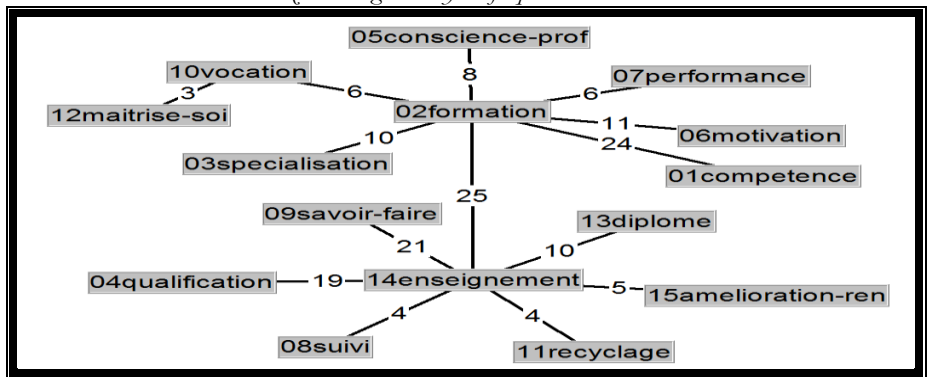 05conscience-prof
10vocation
8
07performance
3
6
6
12maitrise-soi
02formation
11
06motivation
10
24
03specialisation
01competence
25
09savoir-faire
13diplome
21
10
04qualification
19
14enseignement
5
15amelioration-ren
4
4
08suivi
11recyclage